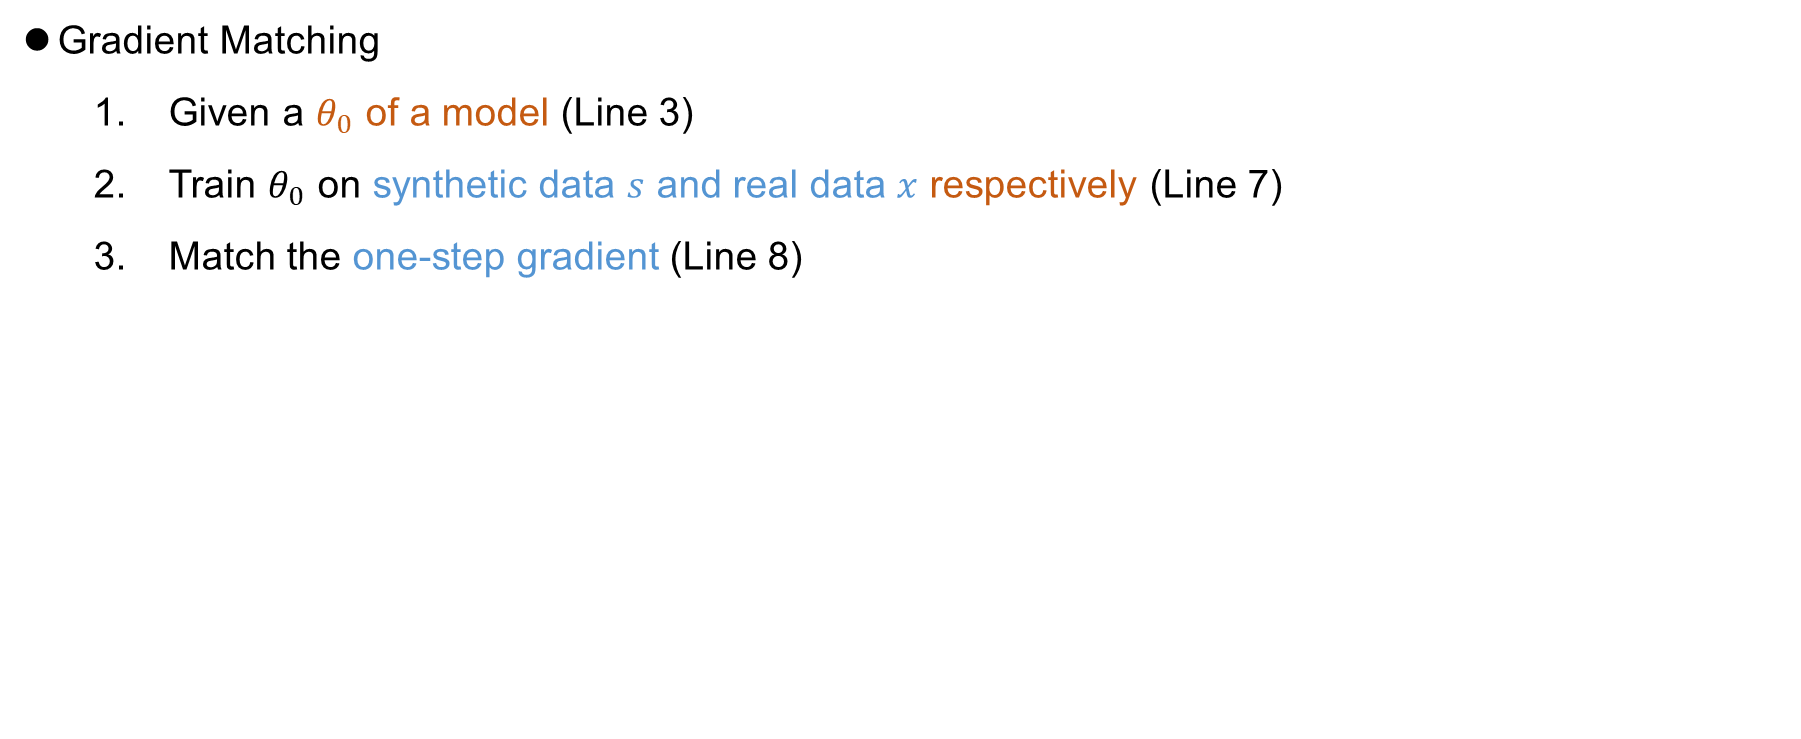 ● Gradient Matching
1. Given a θ₀ of a model (Line 3)
2. Train θ₀ on synthetic data s and real data x respectively (Line 7)
3. Match the one-step gradient (Line 8)